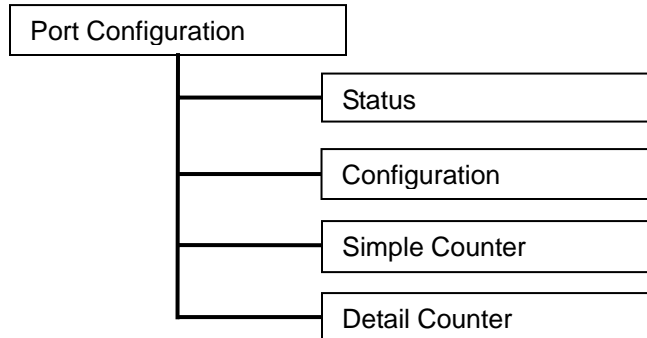 Port Configuration
Status
Configuration
Simple Counter
Detail Counter